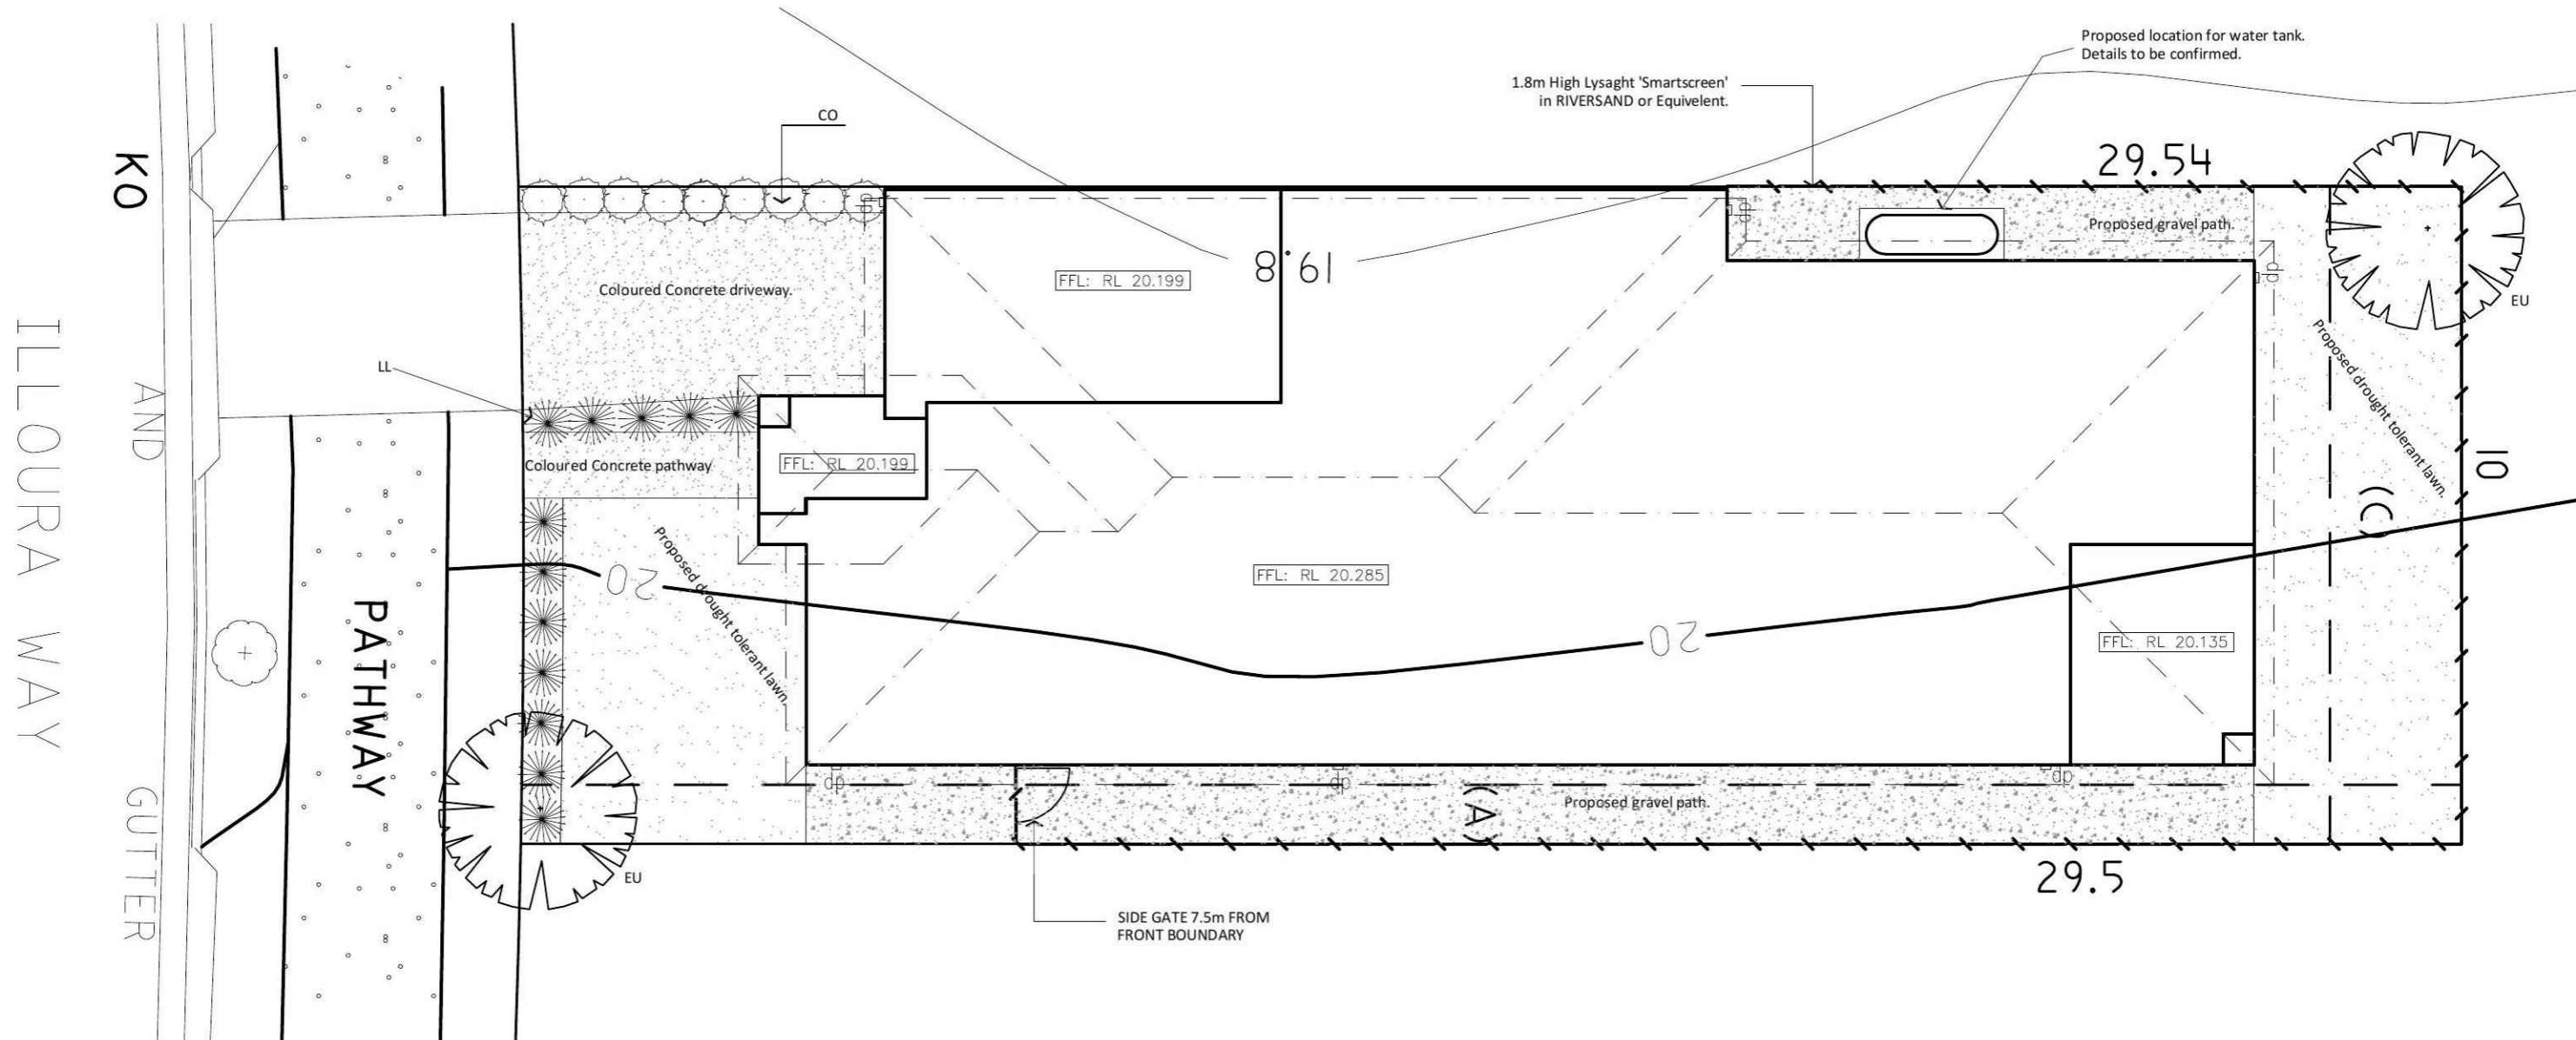 Proposed location for water tank.
Details to be confirmed.
1.8m High Lysaght 'Smartscreen'
in RIVERSAND or Equivelent.
CO
29.54
KO
AND
GUTTER
ILLOURA WAY
PATHWAY
Coloured Concrete driveway.
FFL: RL 20.199
19.8
Proposed gravel path.
EU
LL
Coloured Concrete pathway
FFL: RL 20.199
Proposed drought tolerant lawn.
Proposed drought tolerant lawn.
10
(C)
20
FFL: RL 20.285
20
FFL: RL 20.135
dp
dp
dp
dp
dp
dp
(A)
Proposed gravel path.
EU
29.5
SIDE GATE 7.5m FROM
FRONT BOUNDARY